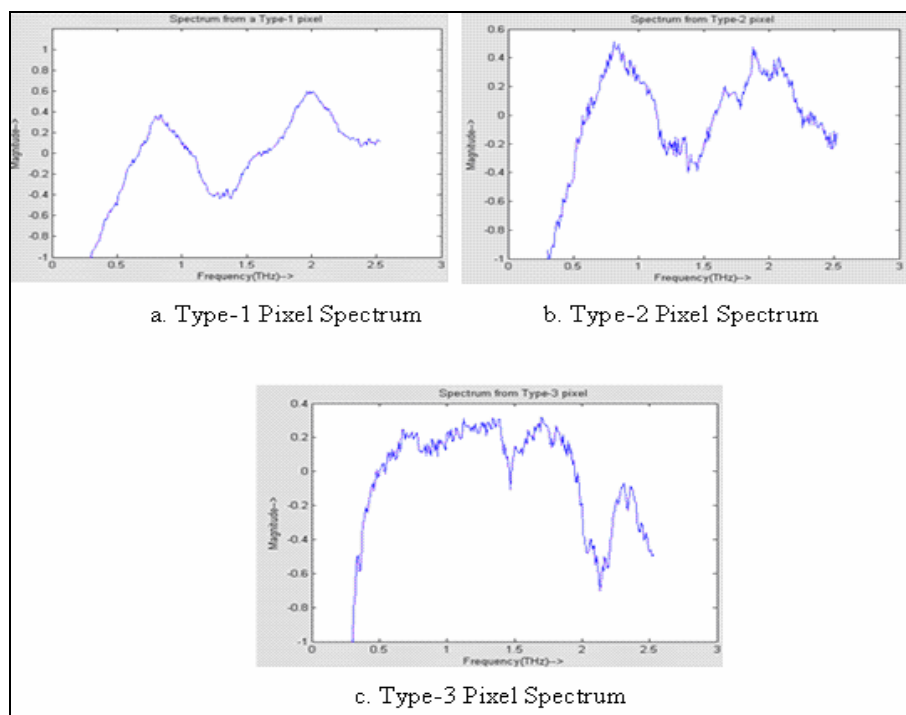 Spectrum from a Type-1 pixel
1
0.8
0.6
0.4
0.2
0
-0.2
-0.4
-0.6
-0.8
-1
Magnitude-->
0 0.5 1 1.5 2 2.5 3
Frequency(THz)-->
a. Type-1 Pixel Spectrum
Spectrum from Type-2 pixel
0.6
0.4
0.2
0
-0.2
-0.4
-0.6
-0.8
-1
Magnitude-->
0 0.5 1 1.5 2 2.5 3
Frequency(THz)-->
b. Type-2 Pixel Spectrum
Spectrum from Type-3 pixel
0.4
0.2
0
-0.2
-0.4
-0.6
-0.8
-1
Magnitude-->
0 0.5 1 1.5 2 2.5 3
Frequency(THz)-->
c. Type-3 Pixel Spectrum